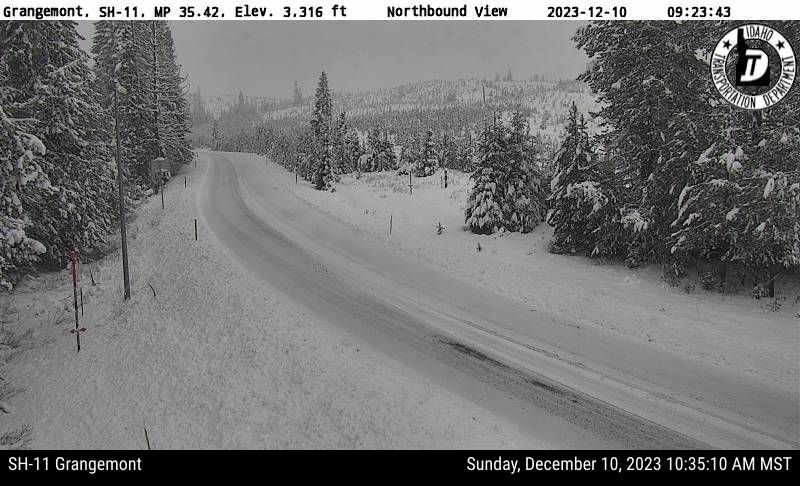 Grangemont, SH-11, MP 35.42, Elev. 3,316 ft Northbound View 2023-12-10 09:23:43
IDAHO
TRANSPORTATION DEPARTMENT
SH-11 Grangemont Sunday, December 10, 2023 10:35:10 AM MST